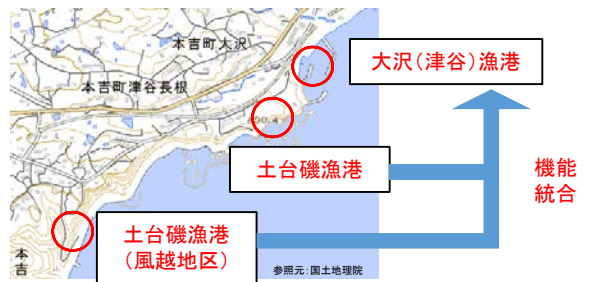 本吉町大沢
大沢(津谷)漁港
本吉町津谷長根
土台磯漁港
機能
統合
土台磯漁港
(風越地区)
本吉
参照元:国土地理院